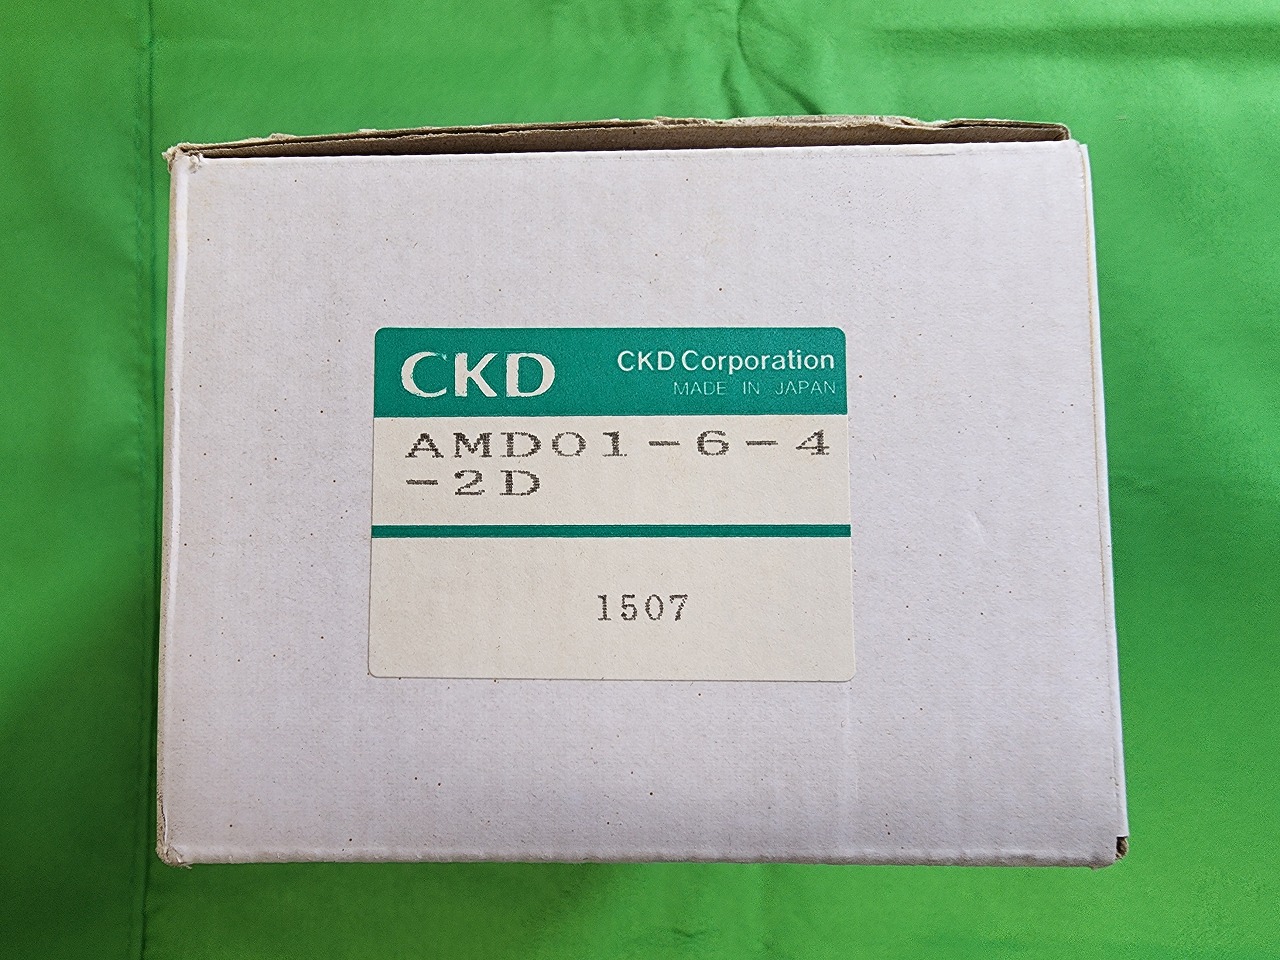 CKD
CKD Corporation
MADE IN JAPAN
AMD01-6-4
-2D
1507